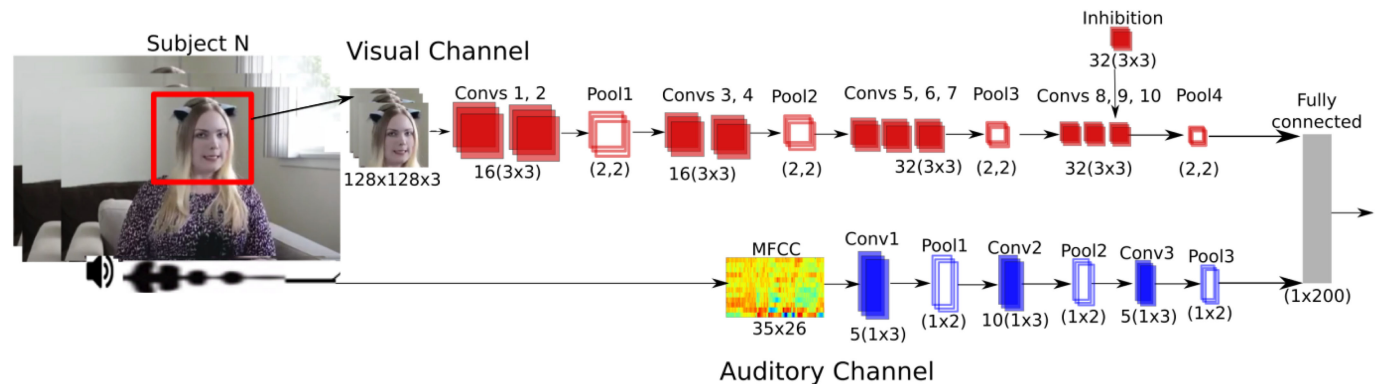 Subject N
Visual Channel
Inhibition
32(3x3)
Convs 1, 2
Pool1
Convs 3, 4
Pool2
Convs 5, 6, 7
Pool3
Convs 8, 9, 10
Pool4
Fully
connected
128x128x3
16(3x3)
(2,2)
16(3x3)
(2,2)
32(3x3)
(2,2)
32(3x3)
(2,2)
MFCC
Conv1
Pool1
Conv2
Pool2
Conv3
Pool3
35x26
5(1x3)
(1x2)
10(1x3)
(1x2)
5(1x3)
(1x2)
(1x200)
Auditory Channel